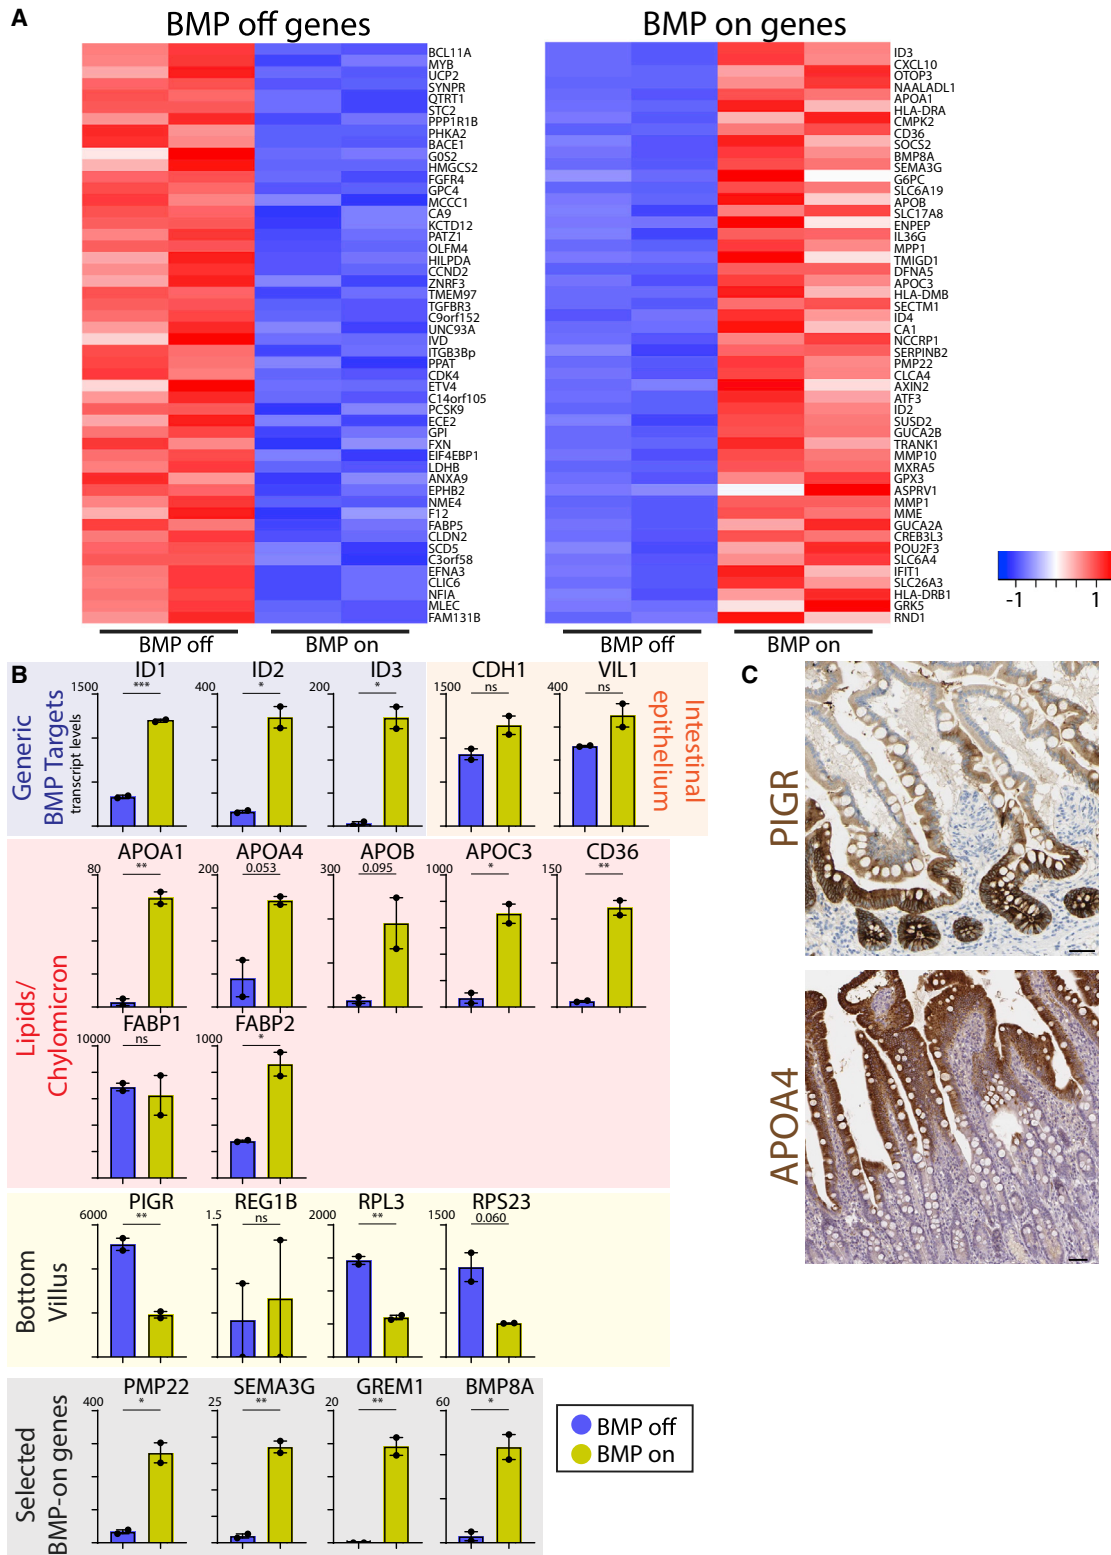 A
BMP off genes
BMP on genes
BCL11A
MYB
UCP2
SYNPR
QTRT1
STC2
PPP1R1B
PHKA2
BACE1
G0S2
HMGCS2
FGFR4
GPC4
MCCC1
CA9
KCTD12
PATZ1
OLFM4
HILPDA
CCND2
ZNRF3
TMEM97
TGFBR3
C9orf152
UNC93A
IVD
ITGB3Bp
PPAT
CDK4
ETV4
C14orf105
PCSK9
ECE2
GPI
FXN
EIF4EBP1
LDHB
ANXA9
EPHB2
NME4
F12
FABP5
CLDN2
SCD5
C3orf58
EFNA3
CLIC6
NFIA
MLEC
FAM131B
ID3
CXCL10
OTOP3
NAALADL1
APOA1
HLA-DRA
CMPK2
CD36
SOCS2
BMP8A
SEMA3G
G6PC
SLC6A19
APOB
SLC17A8
ENPEP
IL36G
MPP1
TMIGD1
DFNA5
APOC3
HLA-DMB
SECTM1
ID4
CA1
NCCRP1
SERPINB2
PMP22
CLCA4
AXIN2
ATF3
ID2
SUSD2
GUCA2B
TRANK1
MMP10
MXRA5
GPX3
ASPRV1
MMP1
MME
GUCA2A
CREB3L3
POU2F3
SLC6A4
IFIT1
SLC26A3
HLA-DRB1
GRK5
RND1
-1 1
BMP off BMP on BMP off BMP on
B
Generic
BMP Targets
transcript levels
ID1 ID2 ID3 CDH1 VIL1
1500 *** 400 * 200 * 1500 ns 400 ns
Intestinal
epithelium
Lipids/
Chylomicron
APOA1 APOA4 APOB APOC3 CD36
80 ** 200 0.053 300 0.095 1000 * 150 **
FABP1 FABP2
10000 ns 1000 *
Bottom
Villus
PIGR REG1B RPL3 RPS23
6000 ** 1.5 ns 2000 ** 1500 0.060
Selected
BMP-on genes
PMP22 SEMA3G GREM1 BMP8A
400 * 25 ** 20 ** 60 *
BMP off
BMP on
C
PIGR
APOA4